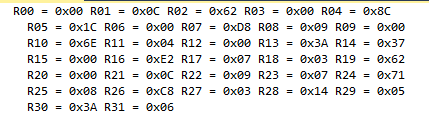 R00 = 0x00 R01 = 0x0C R02 = 0x62 R03 = 0x00 R04 = 0x8C
R05 = 0x1C R06 = 0x00 R07 = 0xD8 R08 = 0x09 R09 = 0x00
R10 = 0x6E R11 = 0x04 R12 = 0x00 R13 = 0x3A R14 = 0x37
R15 = 0x00 R16 = 0xE2 R17 = 0x07 R18 = 0x03 R19 = 0x62
R20 = 0x00 R21 = 0x0C R22 = 0x09 R23 = 0x07 R24 = 0x71
R25 = 0x08 R26 = 0xC8 R27 = 0x03 R28 = 0x14 R29 = 0x05
R30 = 0x3A R31 = 0x06